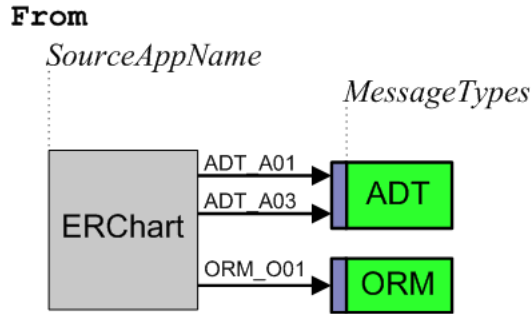 From
SourceAppName
MessageTypes
ADT_A01
ADT
ADT_A03
ERChart
ORM_O01
ORM